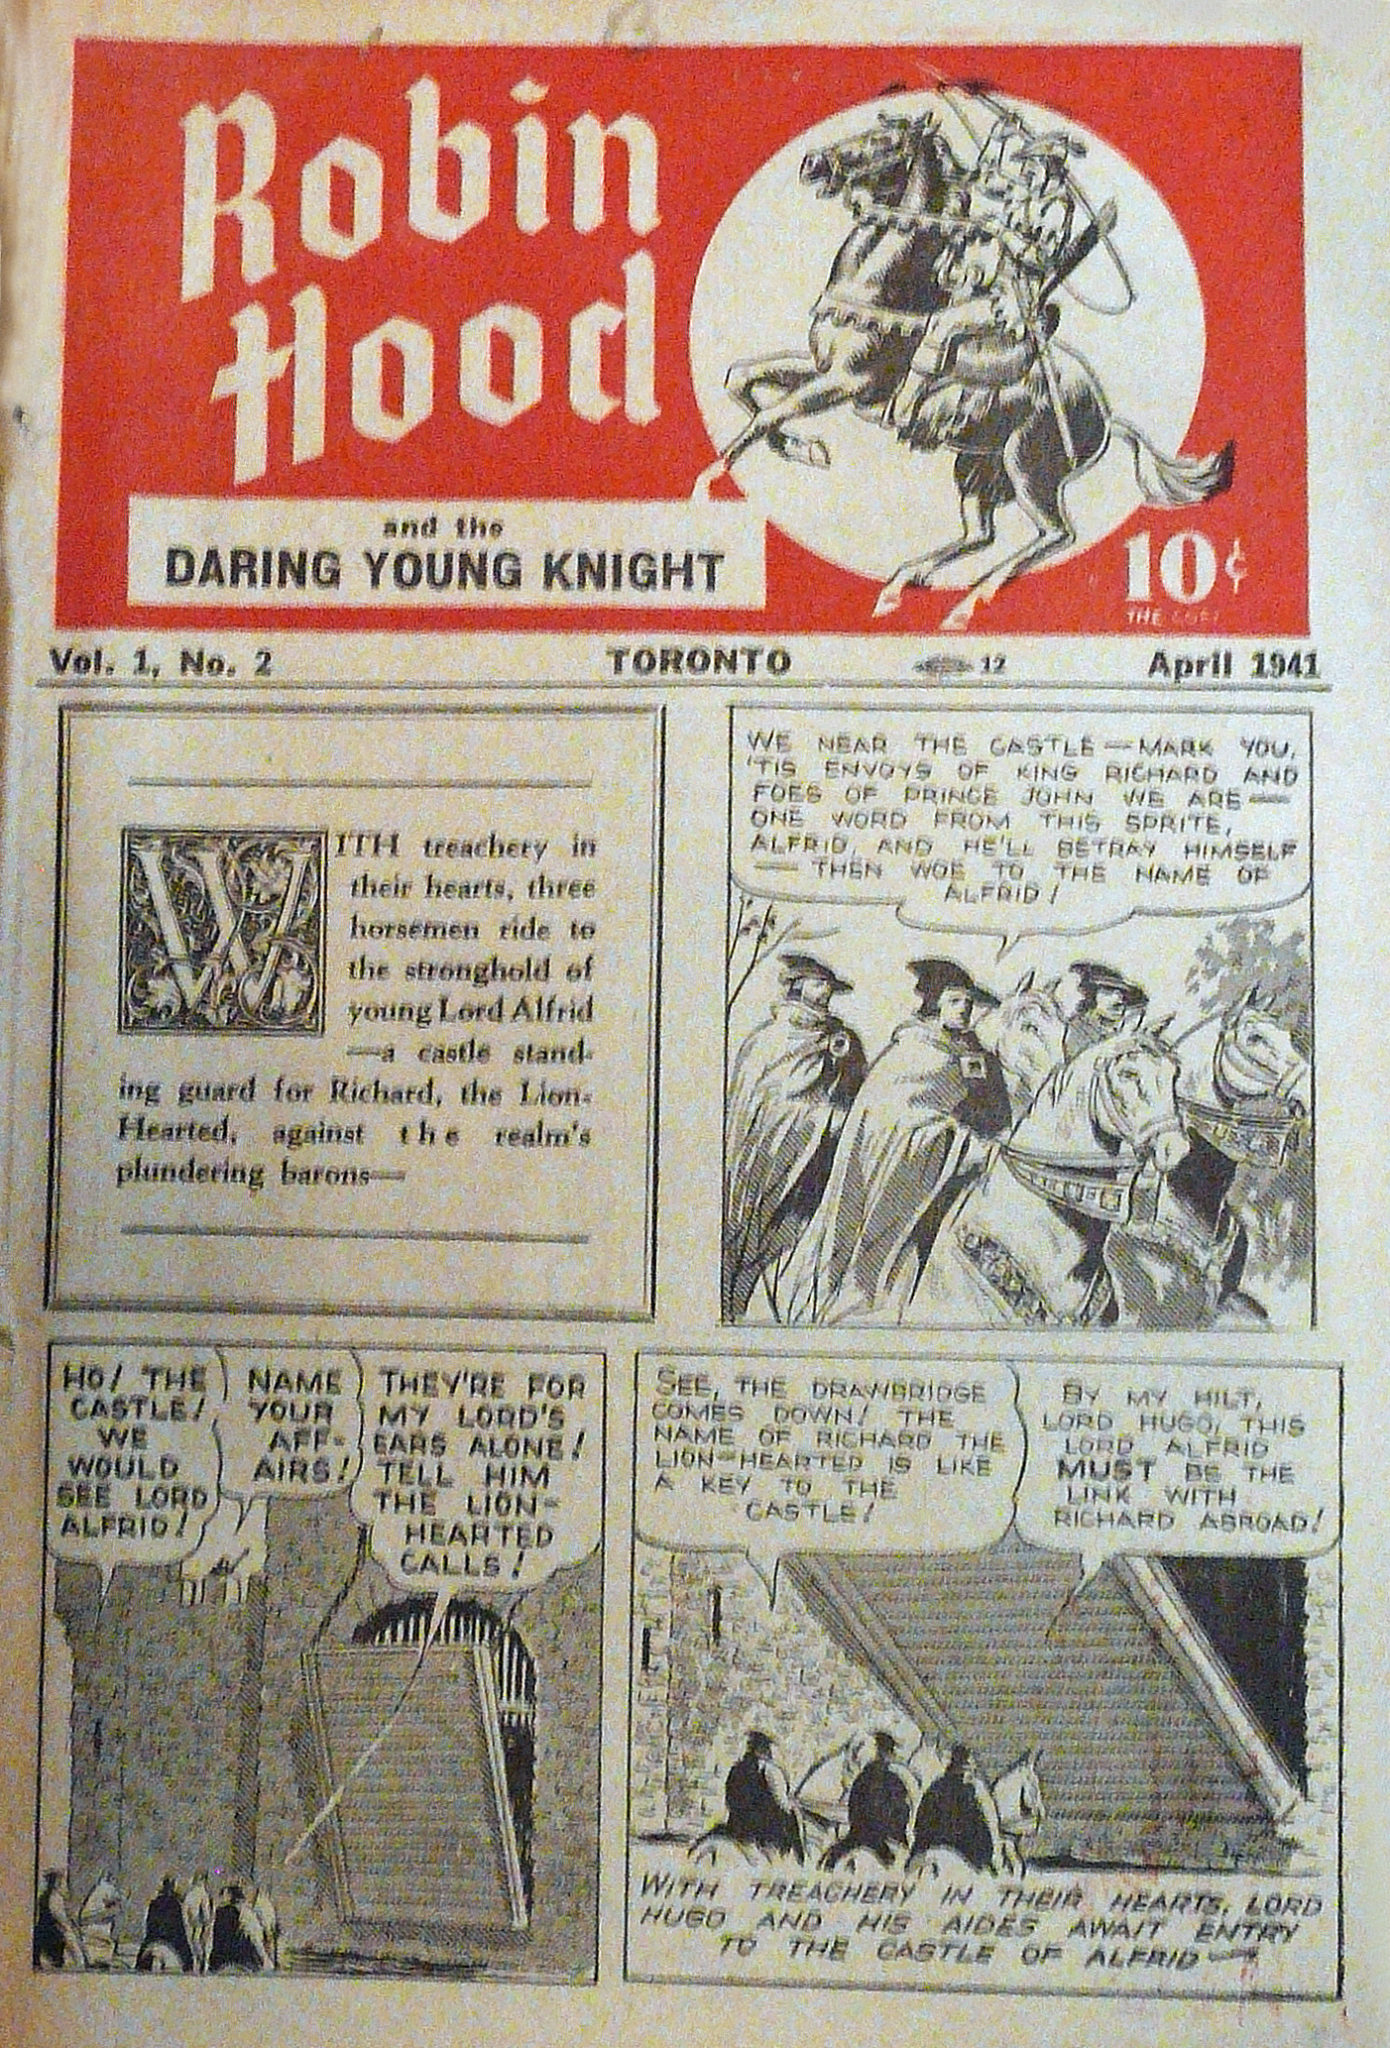 Robin
Hood
and the
DARING YOUNG KNIGHT
10¢
THE COPY
Vol. 1, No. 2 TORONTO 12 April 1941
WITH treachery in
their hearts, three
horsemen ride to
the stronghold of
young Lord Alfrid
—a castle stand-
ing guard for Richard, the Lion-
Hearted, against the realm's
plundering barons—
WE NEAR THE CASTLE — MARK YOU,
'TIS ENVOYS OF KING RICHARD AND
FOES OF PRINCE JOHN WE ARE —
ONE WORD FROM THIS SPRITE,
ALFRID, AND HE'LL BETRAY HIMSELF
— THEN WOE TO THE NAME OF
ALFRID!
HO! THE
CASTLE!
WE
WOULD
SEE LORD
ALFRID!
NAME
YOUR
AFF-
AIRS!
THEY'RE FOR
MY LORD'S
EARS ALONE!
TELL HIM
THE LION-
HEARTED
CALLS!
SEE, THE DRAWBRIDGE
COMES DOWN! THE
NAME OF RICHARD THE
LION-HEARTED IS LIKE
A KEY TO THE
CASTLE!
BY MY HILT,
LORD HUGO, THIS
LORD ALFRID
MUST BE THE
LINK WITH
RICHARD ABROAD!
WITH TREACHERY IN THEIR HEARTS, LORD
HUGO AND HIS AIDES AWAIT ENTRY
TO THE CASTLE OF ALFRID —